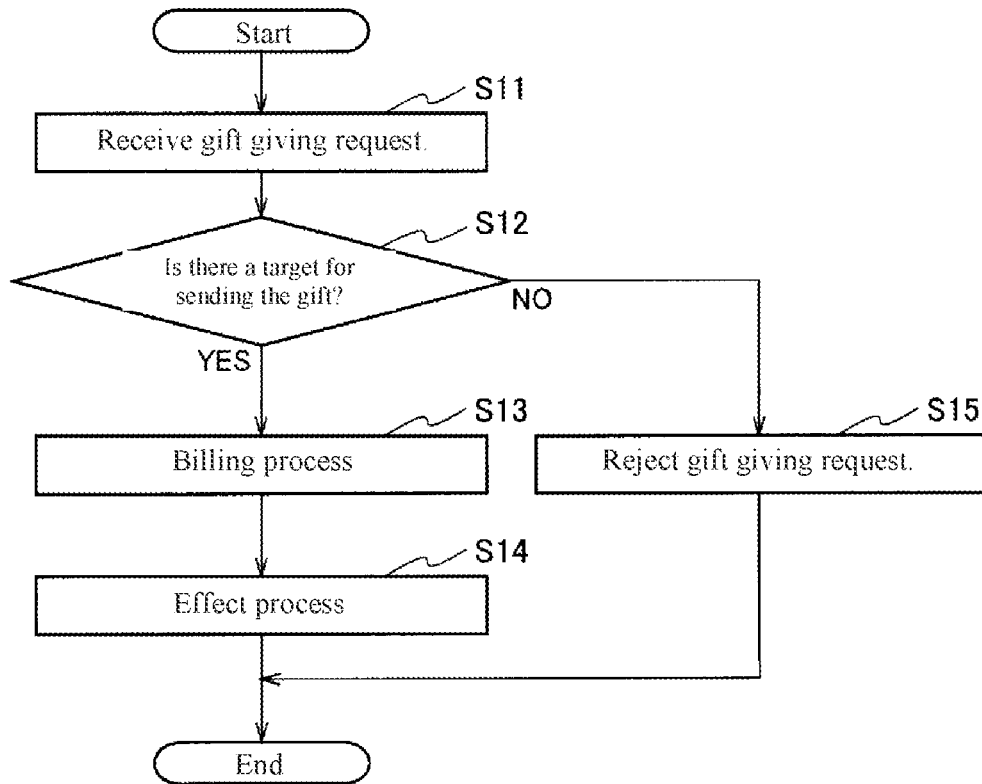 Start
S11
Receive gift giving request.
S12
Is there a target for
sending the gift?
NO
YES
S13
Billing process
S15
Reject gift giving request.
S14
Effect process
End